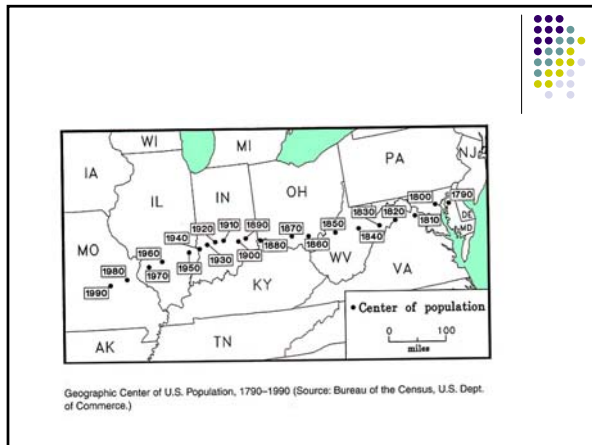 WI
MI
PA
NJ
IA
OH
IL
IN
1790
1800
1830
1820
DE
1920
1910
1890
1870
1850
1810
MD
1940
MO
1960
1880
1860
1840
1900
WV
VA
1980
1950
1930
1970
1990
KY
• Center of population
TN
0
100
AK
miles
Geographic Center of U.S. Population, 1790–1990 (Source: Bureau of the Census, U.S. Dept.
of Commerce.)